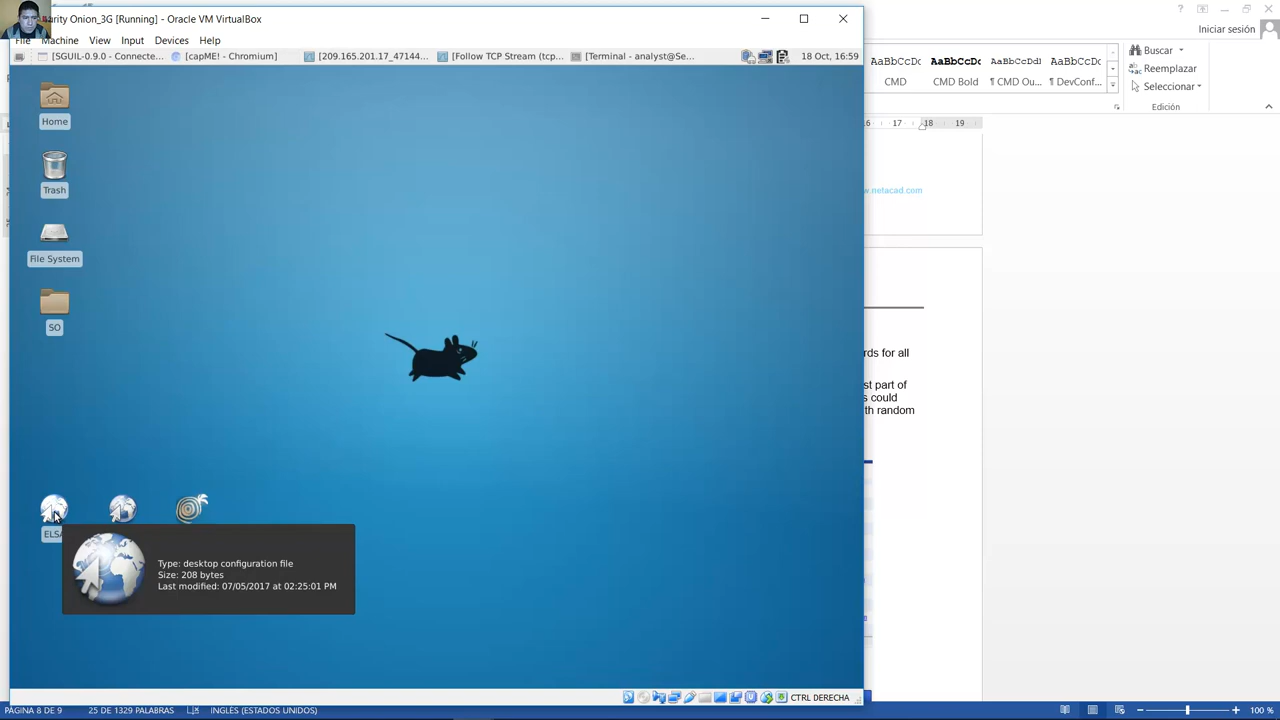 urity Onion_3G [Running] - Oracle VM VirtualBox
File Machine View Input Devices Help
[SGUIL-0.9.0 - Connecte... [capME! - Chromium] [209.165.201.17_47144... [Follow TCP Stream (tcp... [Terminal - analyst@Se... 18 Oct, 16:59
Home
Trash
File System
SO
ELSA
Type: desktop configuration file
Size: 208 bytes
Last modified: 07/05/2017 at 02:25:01 PM
CTRL DERECHA
Iniciar sesión
AaBbCcDc AaBbCcDc AaBbCcDc AaBbCcDc
CMD CMD Bold ¶ CMD Ou... ¶ DevConf...
Buscar
Reemplazar
Seleccionar
Edición
16 17 18 19
w.netacad.com
rds for all
st part of
s could
th random
PÁGINA 8 DE 9 25 DE 1329 PALABRAS INGLÉS (ESTADOS UNIDOS) 100 %